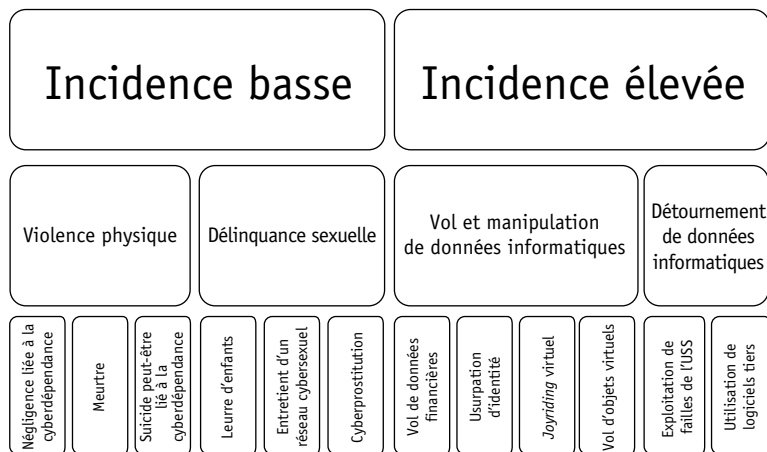 Incidence basse
Incidence élevée
Violence physique
Délinquance sexuelle
Vol et manipulation
de données informatiques
Détournement
de données
informatiques
Négligence liée à la
cyberdépendance
Meurtre
Suicide peut-être
lié à la
cyberdépendance
Leurre d'enfants
Entretient d'un
réseau cybersexuel
Cyberprostitution
Vol de données
financières
Usurpation
d'identité
Joyriding virtuel
Vol d'objets virtuels
Exploitation de
failles de l'USS
Utilisation de
logiciels tiers